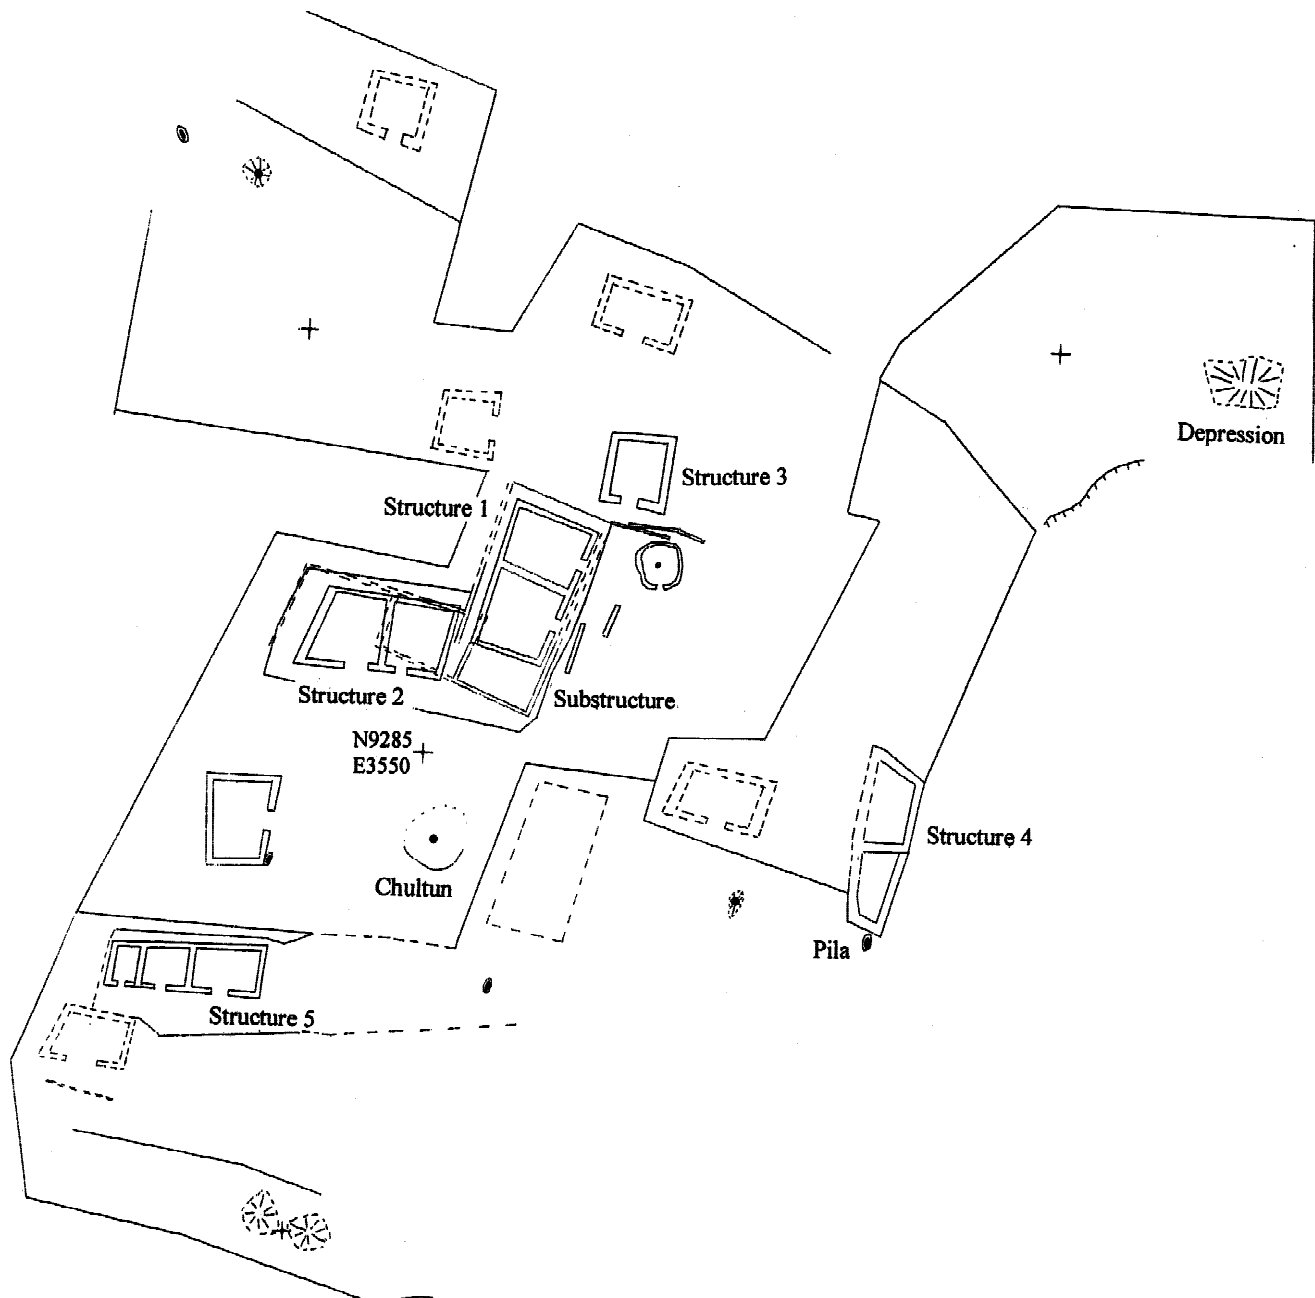 Depression
Structure 3
Structure 1
Structure 2
Substructure
N9285
E3550
Structure 4
Chultun
Pila
Structure 5